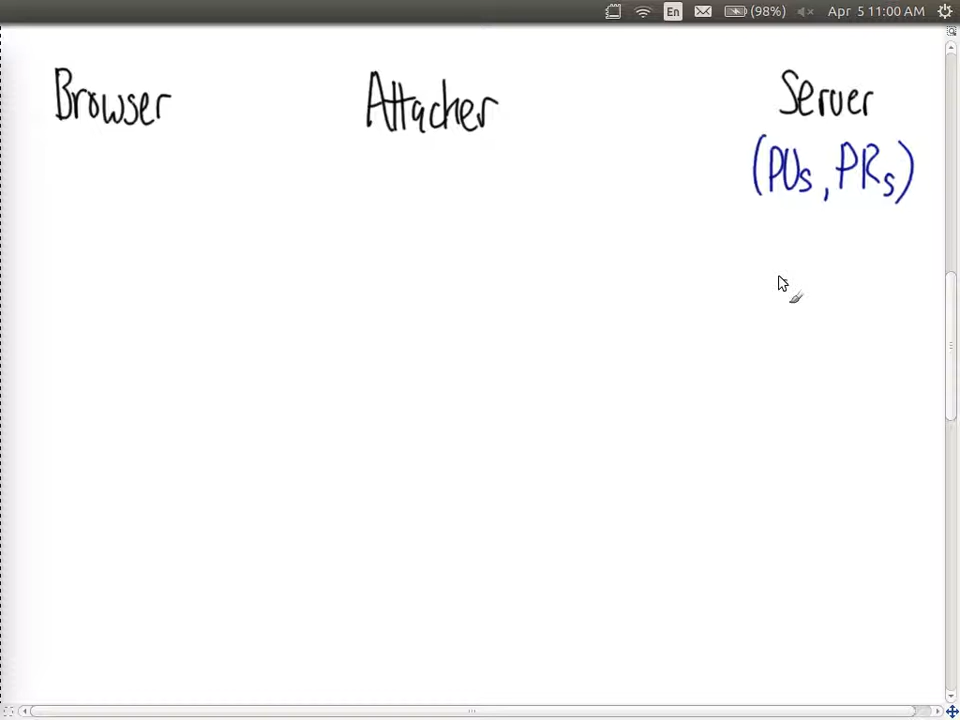 En (98%) Apr 5 11:00 AM
Browser Attacker Server
(PUs, PRs)